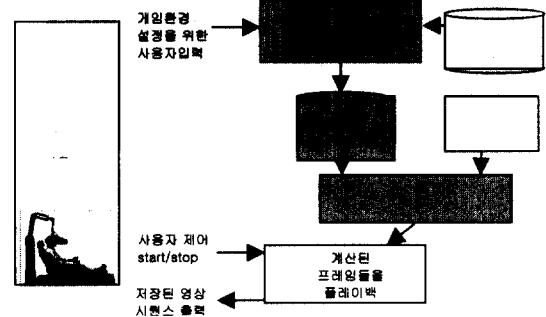 게임환경
설정을 위한
사용자입력
사용자 제어
start/stop
계산된
프레임들을
플레이백
저장된 영상
시퀀스 출력